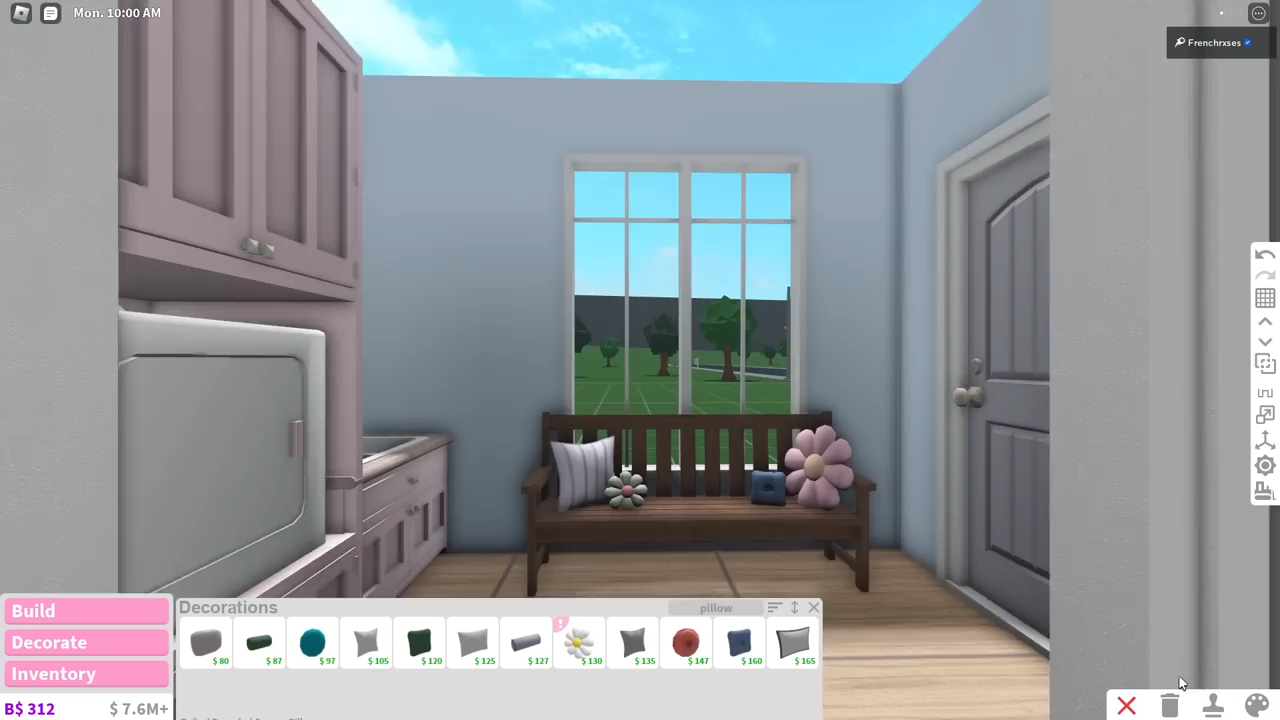 Mon. 10:00 AM
Frenchrxses
Build
Decorate
Inventory
B$ 312
$ 7.6M+
Decorations
pillow
$ 80
$ 87
$ 97
$ 105
$ 120
$ 125
$ 127
!
$ 130
$ 135
$ 147
$ 160
$ 165